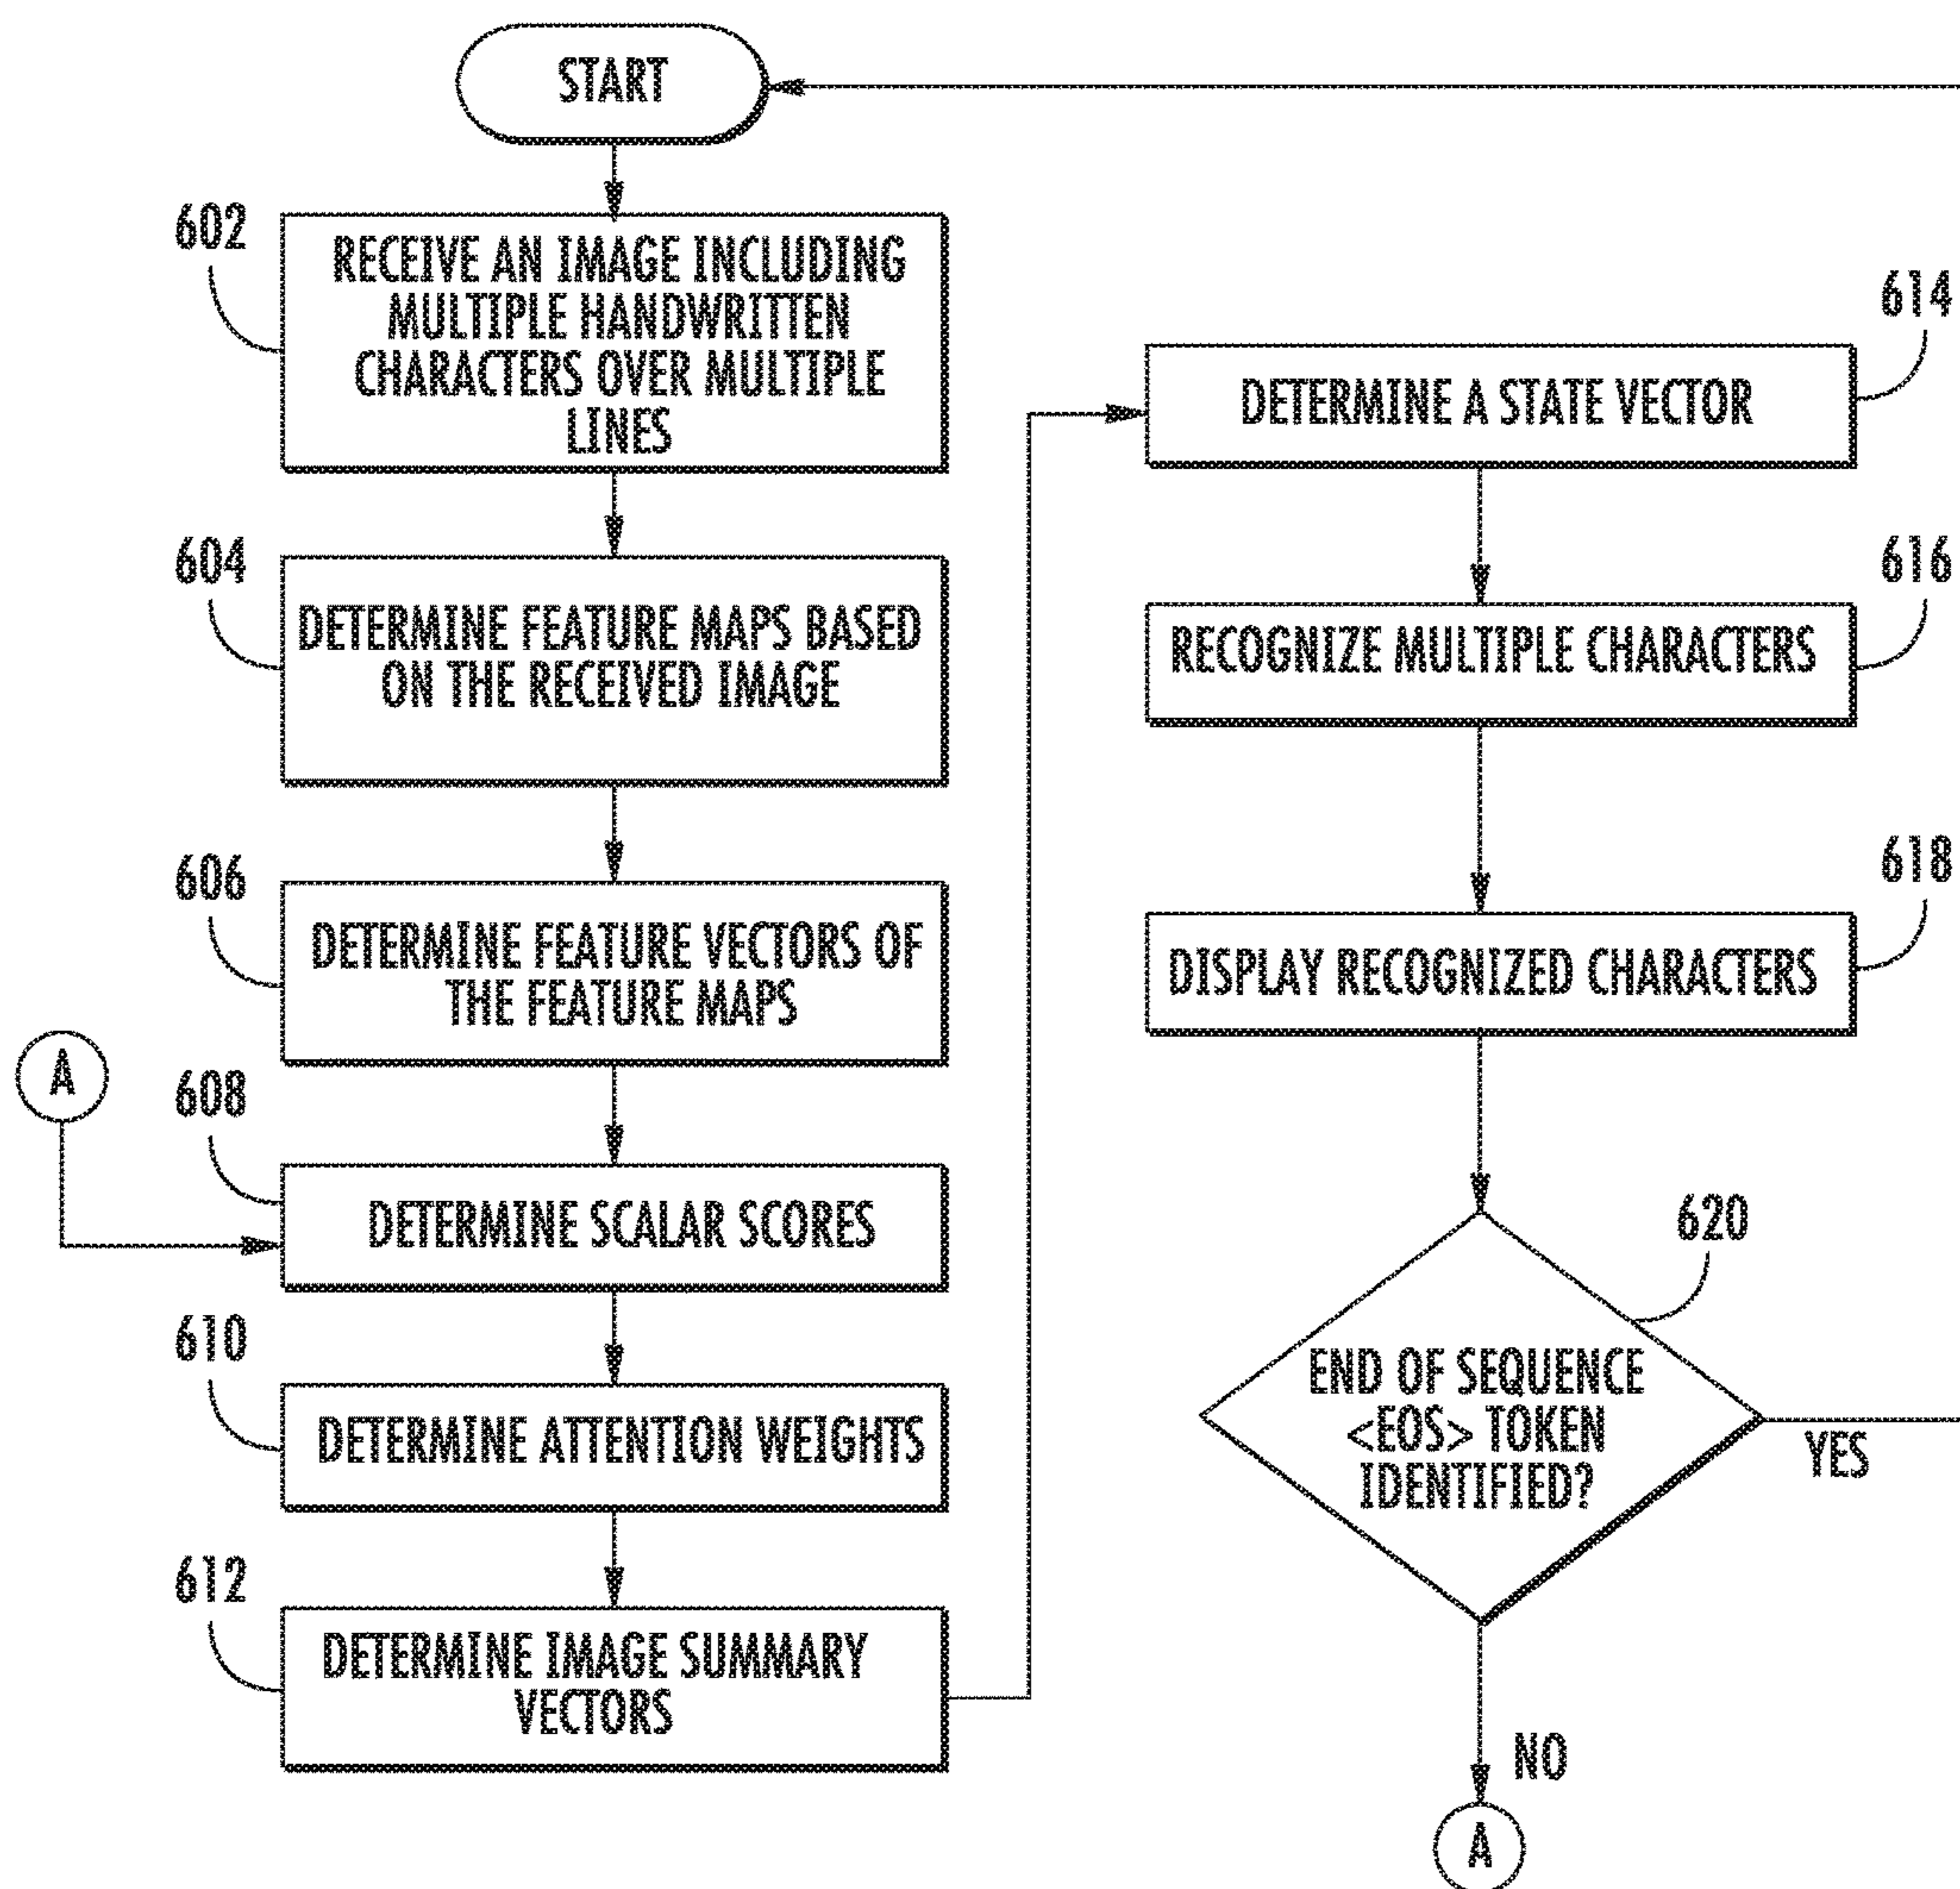 START
602
RECEIVE AN IMAGE INCLUDING
MULTIPLE HANDWRITTEN
CHARACTERS OVER MULTIPLE
LINES
604
DETERMINE FEATURE MAPS BASED
ON THE RECEIVED IMAGE
606
DETERMINE FEATURE VECTORS OF
THE FEATURE MAPS
A
608
DETERMINE SCALAR SCORES
610
DETERMINE ATTENTION WEIGHTS
612
DETERMINE IMAGE SUMMARY
VECTORS
614
DETERMINE A STATE VECTOR
616
RECOGNIZE MULTIPLE CHARACTERS
618
DISPLAY RECOGNIZED CHARACTERS
620
END OF SEQUENCE
<EOS> TOKEN
IDENTIFIED?
YES
NO
A